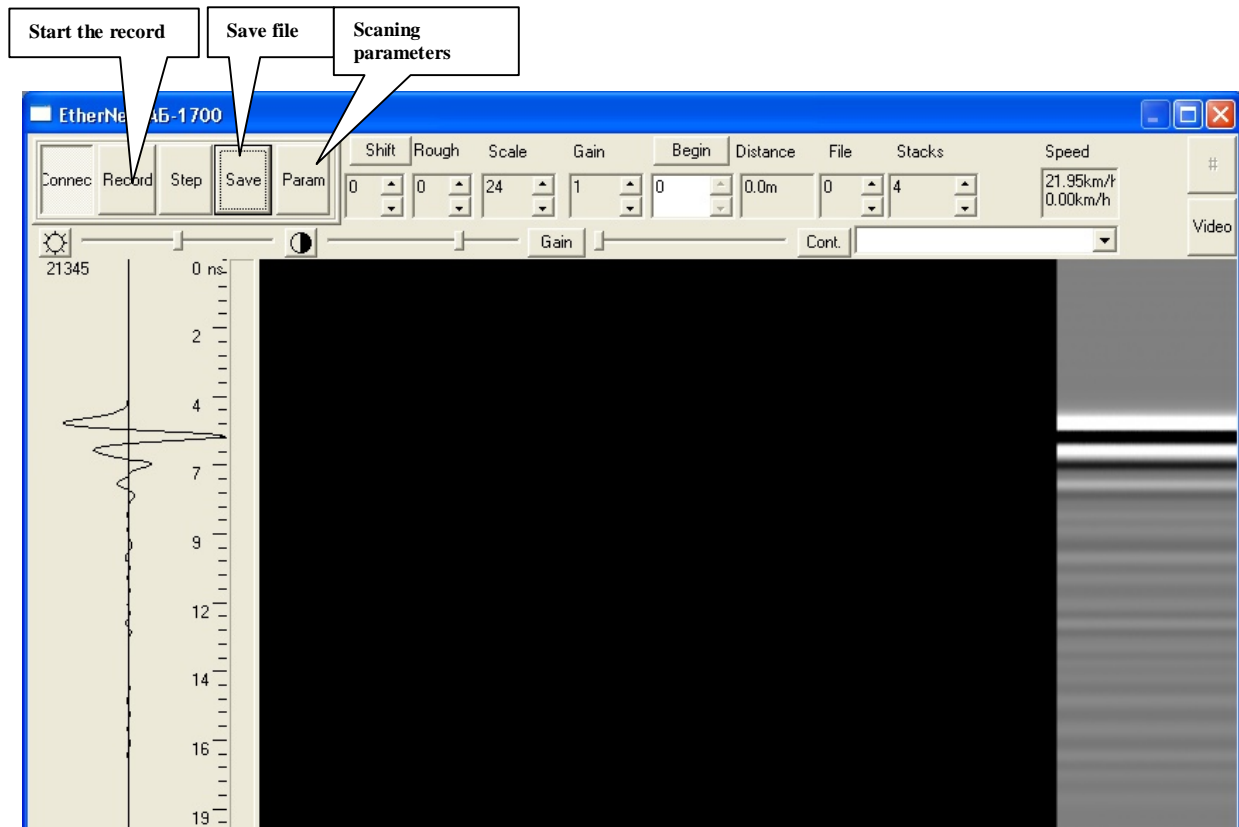 Start the record
Save file
Scaning
parameters
EtherNe АБ-1700
Connec Record Step Save Param
Shift Rough Scale Gain Begin Distance File Stacks Speed
0 0 24 1 0 0.0m 0 4 21.95km/h
0.00km/h
#
Video
Gain Cont.
21345 0 ns
2
4
7
9
12
14
16
19